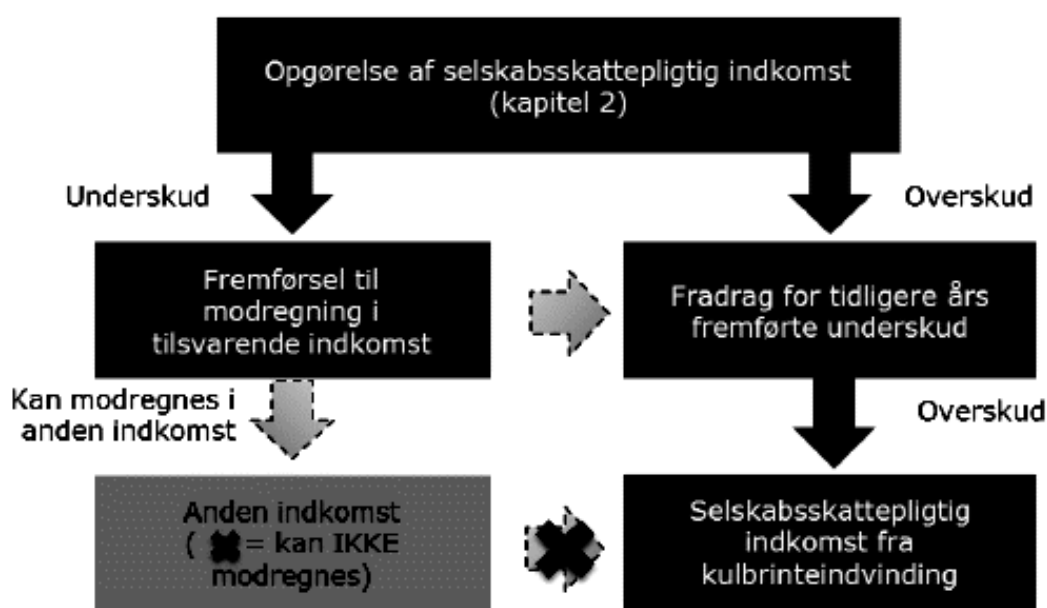 Opgørelse af selskabsskattepligtig indkomst
(kapitel 2)
Underskud
Overskud
Fremførsel til
modregning i
tilsvarende indkomst
Fradrag for tidligere års
fremførte underskud
Kan modregnes i
anden indkomst
Overskud
Anden indkomst
( = kan IKKE
modregnes)
Selskabsskattepligtig
indkomst fra
kulbrinteindvinding